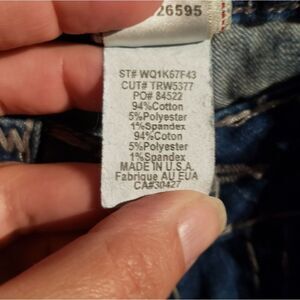 26595
ST# WQ1K67F43
CUT# TRW5377
PO# 84522
94%Cotton
5%Polyester
1%Spandex
94%Cotton
5%Polyester
1%Spandex
MADE IN U.S.A.
Fabrique AU EUA
CA#30427